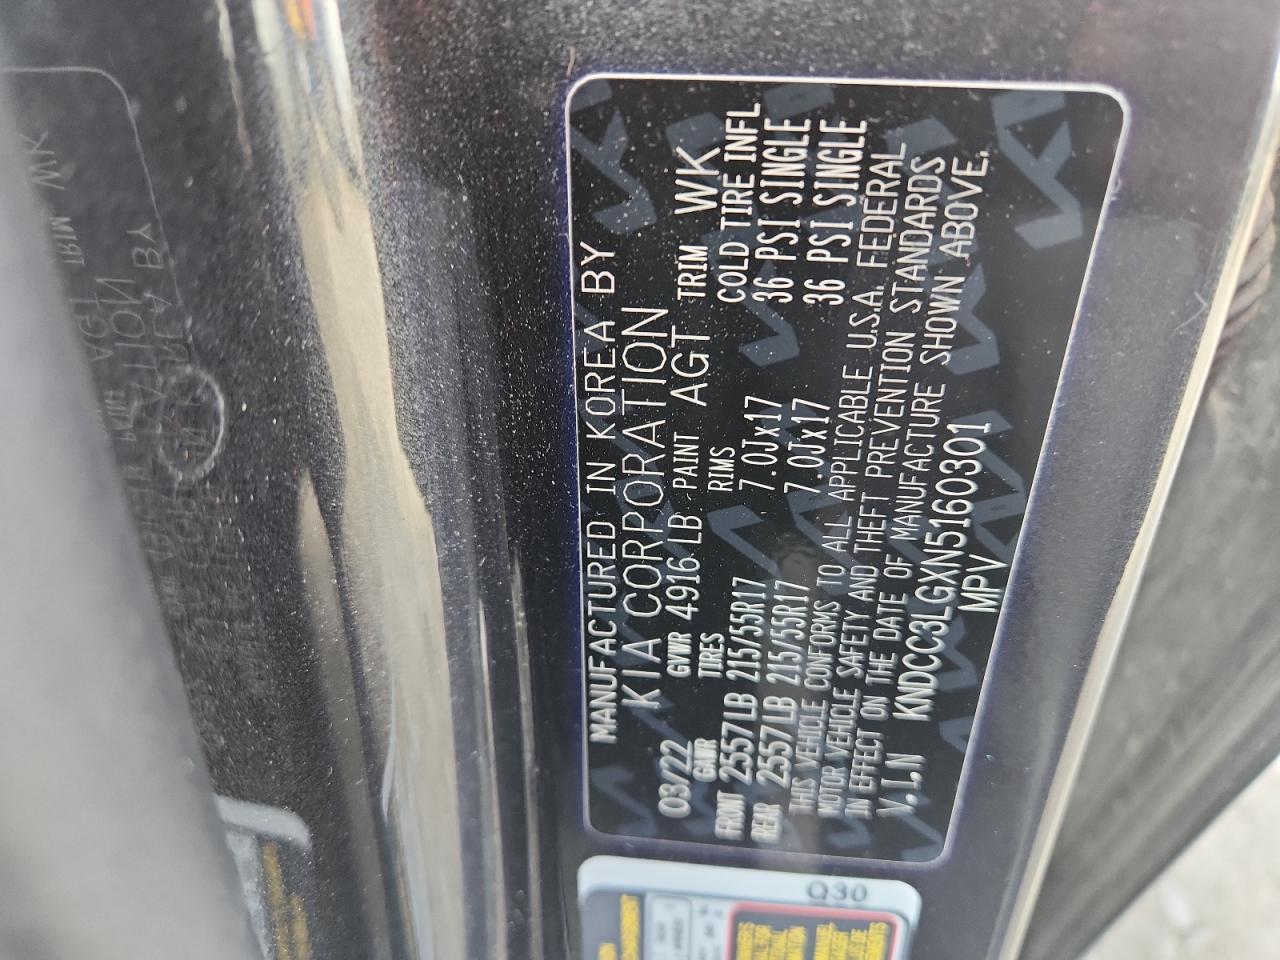 MANUFACTURED IN KOREA BY
KIA CORPORATION
03/22 GVWR 4916 LB PAINT AGT TRIM WK
GAWR TIRES RIMS COLD TIRE INFL
FRONT 2557LB 215/55R17 7.0Jx17 36 PSI SINGLE
REAR 2557LB 215/55R17 7.0Jx17 36 PSI SINGLE
THIS VEHICLE CONFORMS TO ALL APPLICABLE U.S.A. FEDERAL
MOTOR VEHICLE SAFETY AND THEFT PREVENTION STANDARDS
IN EFFECT ON THE DATE OF MANUFACTURE SHOWN ABOVE.
V.I.N KNDCC3LGXN5160301
MPV
Q30